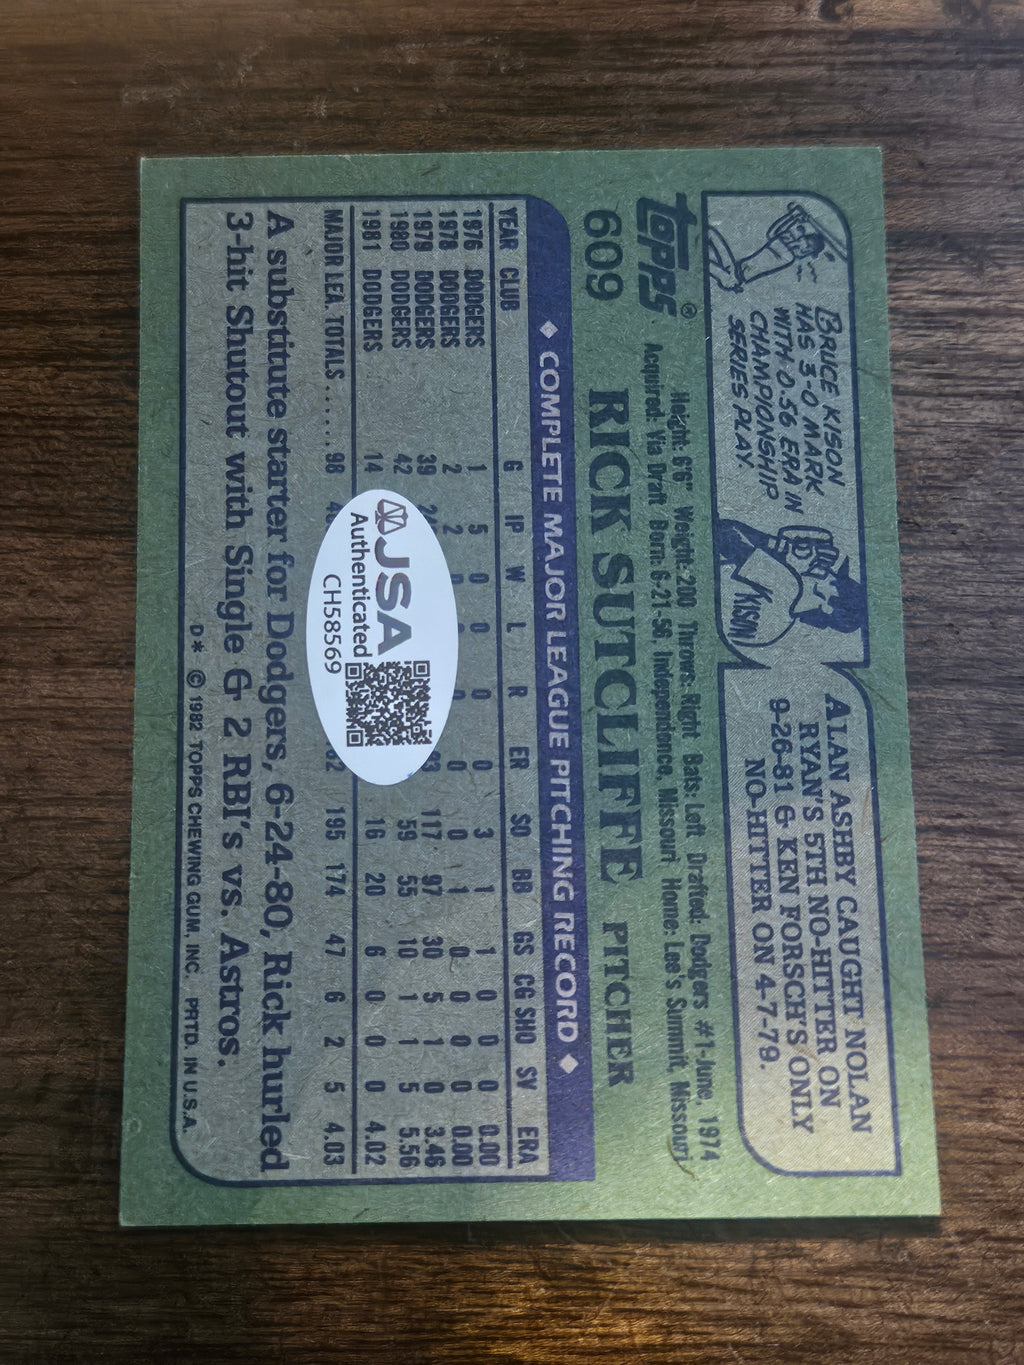 BRUCE KISON
HAS 3-0 MARK
WITH 0.56 ERA IN
CHAMPIONSHIP
SERIES PLAY.
KISON
ALAN ASHBY CAUGHT NOLAN
RYAN'S 5TH NO-HITTER ON
9-26-81 & KEN FORSCH'S ONLY
NO-HITTER ON 4-7-79.
TOPPS®
Height: 6'6" Weight: 200 Throws: Right Bats: Left Drafted: Dodgers #1-June, 1974
Acquired: Via Draft Born: 6-21-56, Independence, Missouri Home: Lee's Summit, Missouri
609 RICK SUTCLIFFE PITCHER
◆ COMPLETE MAJOR LEAGUE PITCHING RECORD ◆
YEAR CLUB G IP W L R ER SO BB GS CG SHO SV ERA
1976 DODGERS 1 5 0 0 0 0 3 1 1 0 0 0 0.00
1978 DODGERS 2 2 0 0 0 1 0 0 0 0 0.00
1979 DODGERS 39 117 97 30 5 1 0 3.46
1980 DODGERS 42 59 55 10 1 1 5 5.56
1981 DODGERS 14 16 20 6 0 0 0 4.02
MAJOR LEA. TOTALS ...... 98 195 174 47 6 2 5 4.03
JSA
Authenticated
CH58569
A substitute starter for Dodgers, 6-24-80, Rick hurled
3-hit Shutout with Single & 2 RBI's vs. Astros.
D* © 1982 TOPPS CHEWING GUM, INC. PRTD. IN U.S.A.